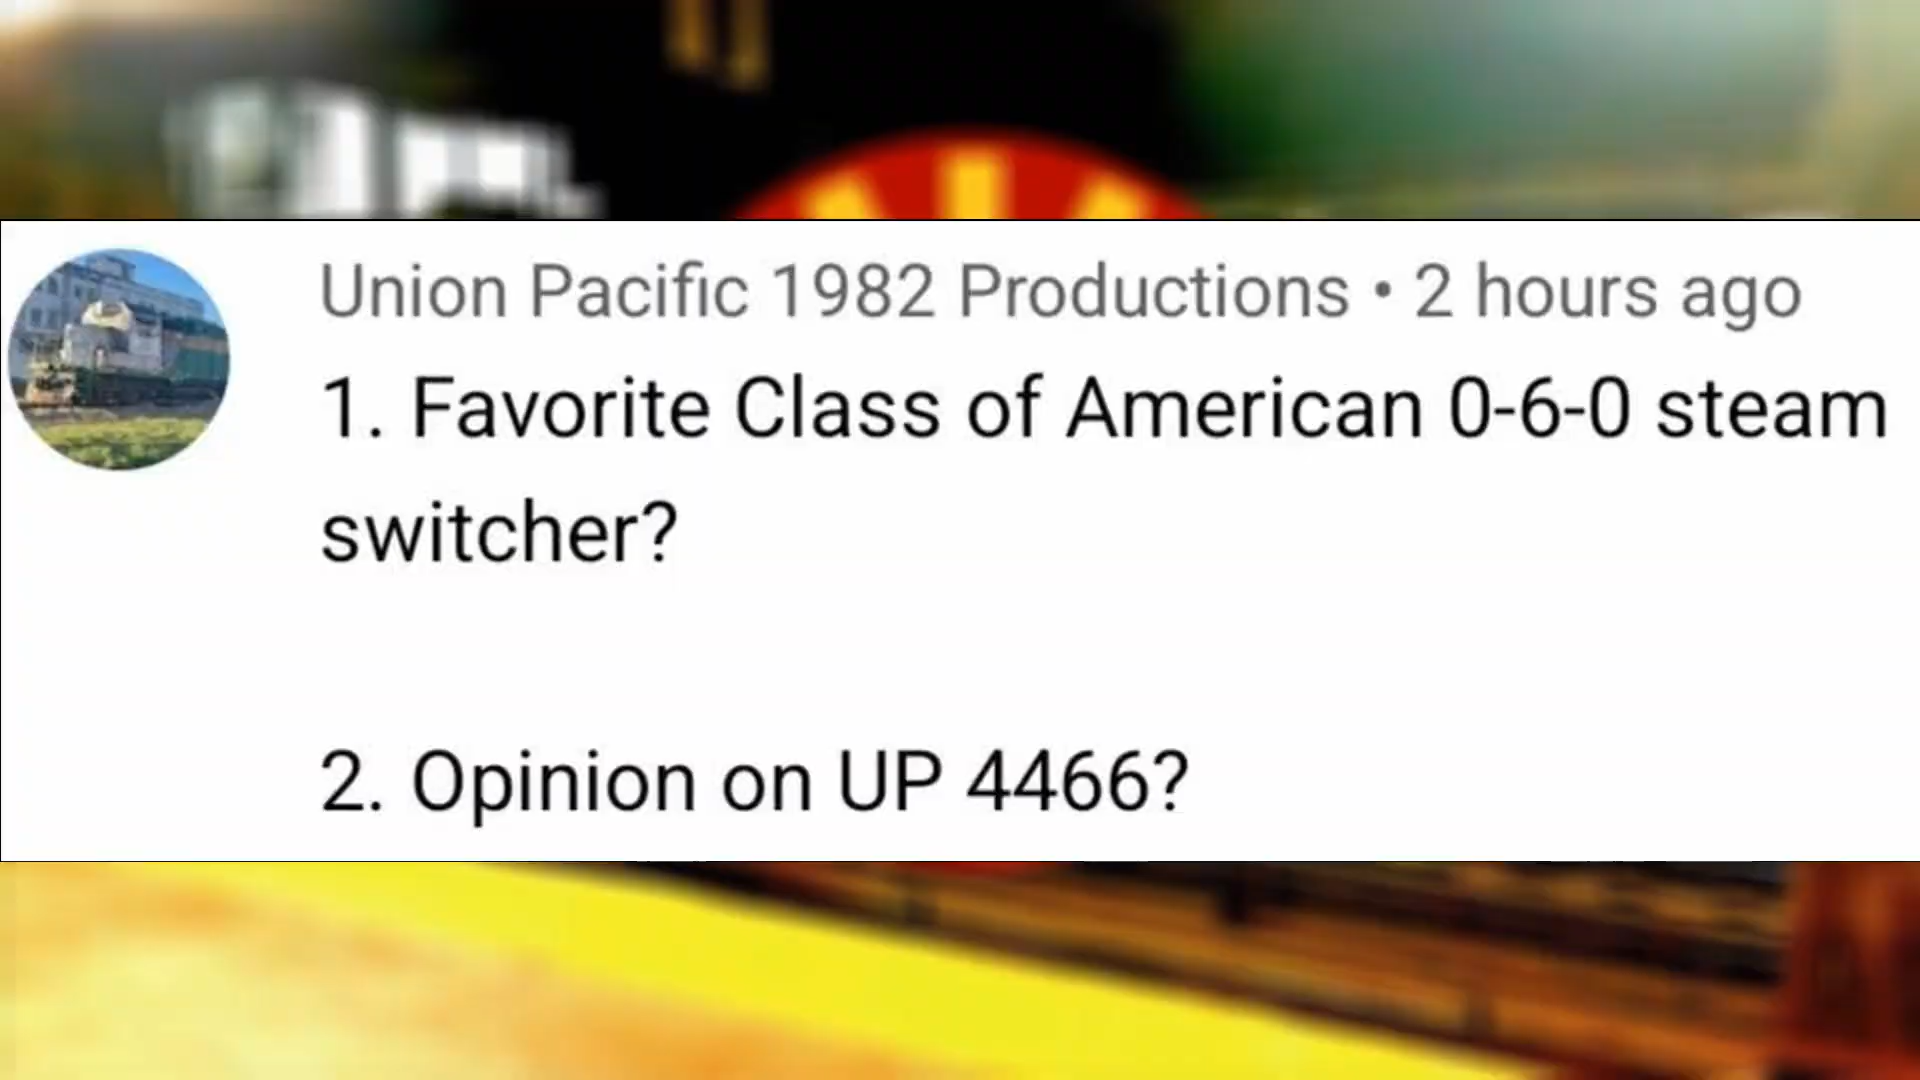 Union Pacific 1982 Productions • 2 hours ago
1. Favorite Class of American 0-6-0 steam
switcher?
2. Opinion on UP 4466?